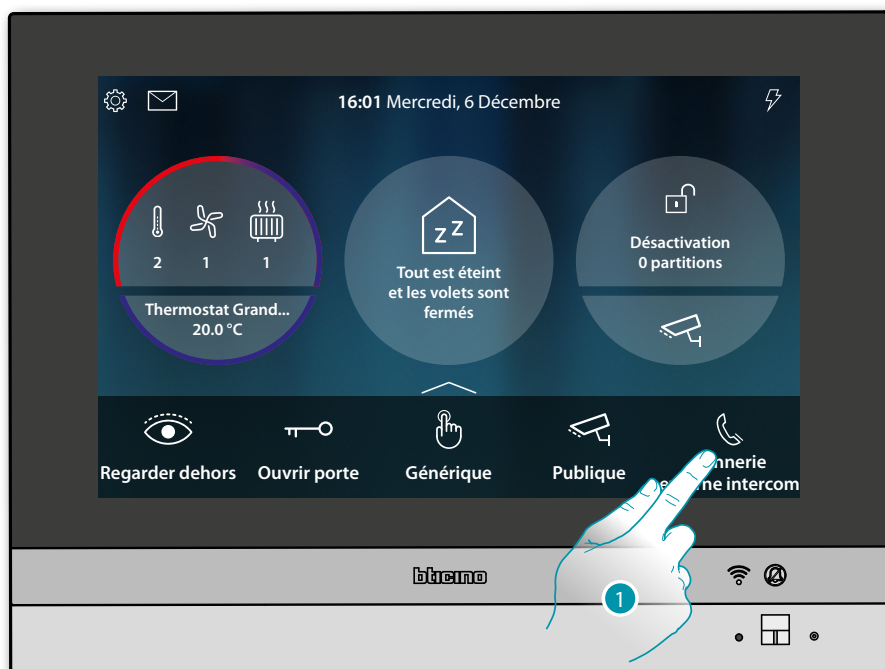 16:01 Mercredi, 6 Décembre
2
1
1
Thermostat Grand...
20.0 °C
z Z
Tout est éteint
et les volets sont
fermés
Désactivation
0 partitions
Regarder dehors
Ouvrir porte
Générique
Publique
nnerie
ne intercom
bticino
1